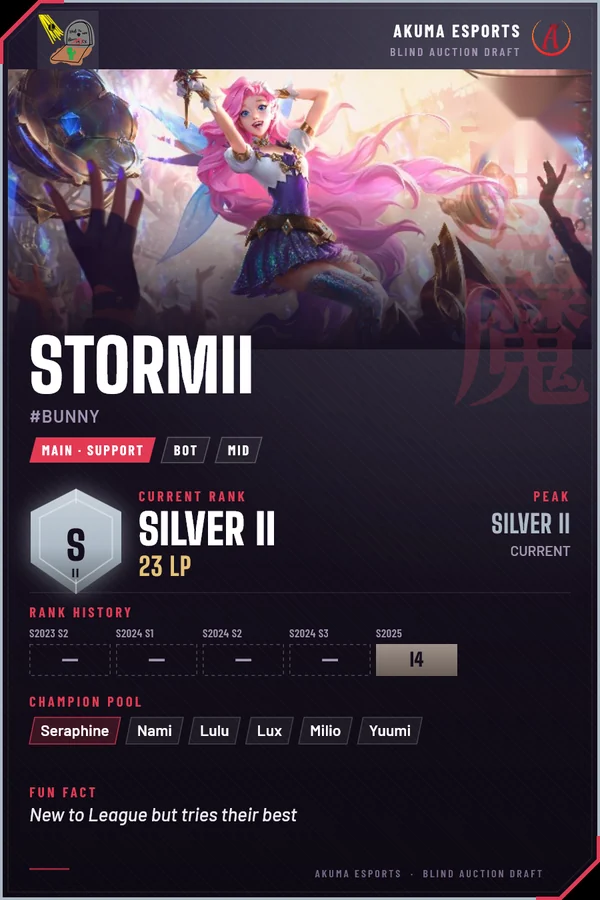 AKUMA ESPORTS
BLIND AUCTION DRAFT
魔
STORMII
#BUNNY
MAIN · SUPPORT BOT MID
S
II
CURRENT RANK
SILVER II
23 LP
PEAK
SILVER II
CURRENT
RANK HISTORY
S2023 S2 S2024 S1 S2024 S2 S2024 S3 S2025
— — — — I4
CHAMPION POOL
Seraphine Nami Lulu Lux Milio Yuumi
FUN FACT
New to League but tries their best
AKUMA ESPORTS · BLIND AUCTION DRAFT